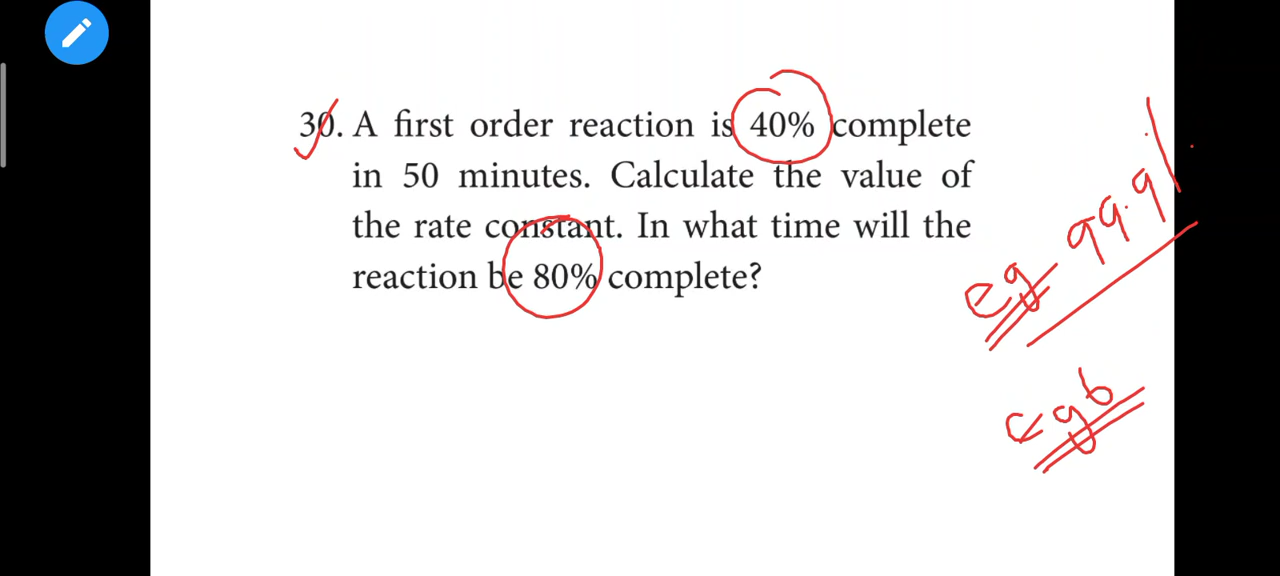 30. A first order reaction is 40% complete
in 50 minutes. Calculate the value of
the rate constant. In what time will the
reaction be 80% complete?
eg 99.9%
eg 6